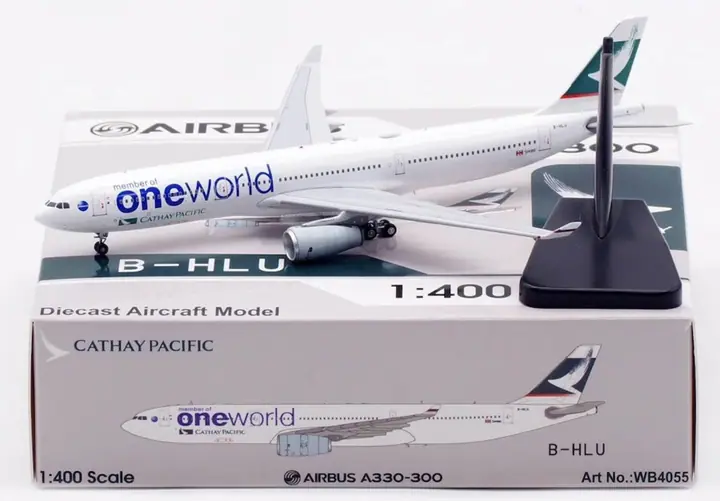 AIRBUS
300
member of
oneworld
CATHAY PACIFIC
B-HLU
1:400
Diecast Aircraft Model
CATHAY PACIFIC
member of
oneworld
CATHAY PACIFIC
B-HLU
1:400 Scale
AIRBUS A330-300
Art No.:WB4055